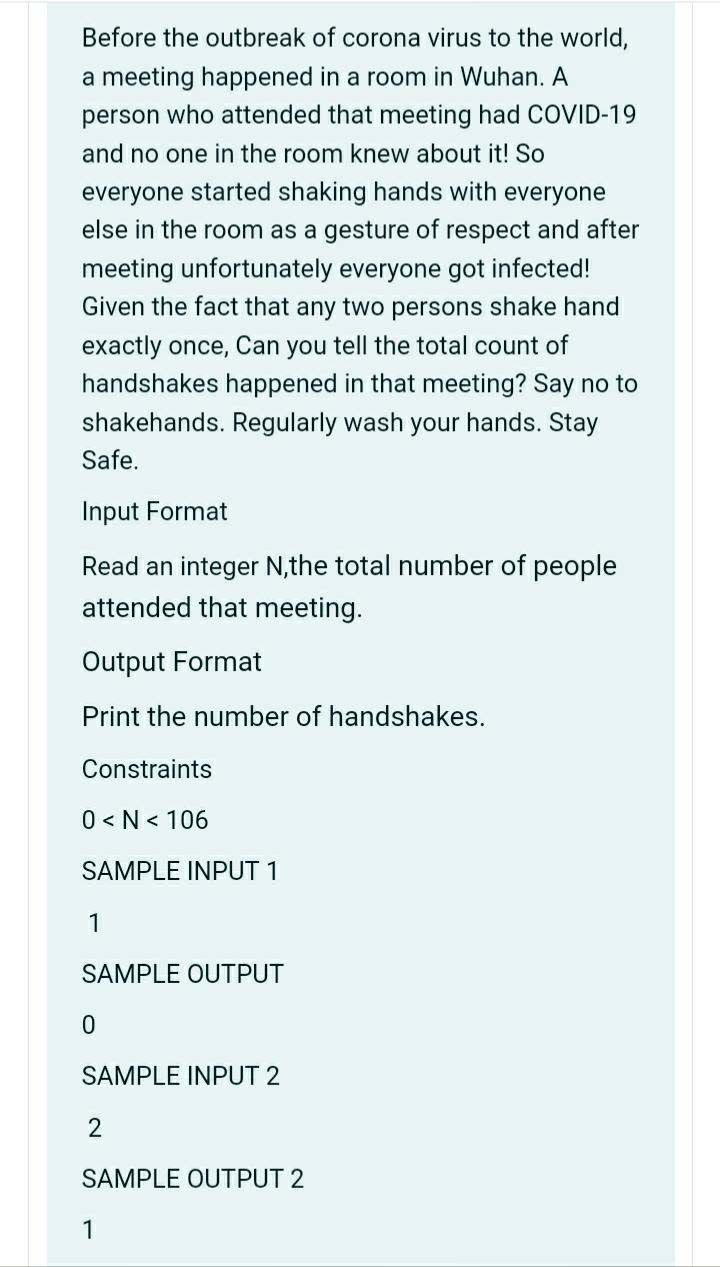 Before the outbreak of corona virus to the world,
a meeting happened in a room in Wuhan. A
person who attended that meeting had COVID-19
and no one in the room knew about it! So
everyone started shaking hands with everyone
else in the room as a gesture of respect and after
meeting unfortunately everyone got infected!
Given the fact that any two persons shake hand
exactly once, Can you tell the total count of
handshakes happened in that meeting? Say no to
shakehands. Regularly wash your hands. Stay
Safe.
Input Format
Read an integer N,the total number of people
attended that meeting.
Output Format
Print the number of handshakes.
Constraints
0 < N < 106
SAMPLE INPUT 1
1
SAMPLE OUTPUT
0
SAMPLE INPUT 2
2
SAMPLE OUTPUT 2
1